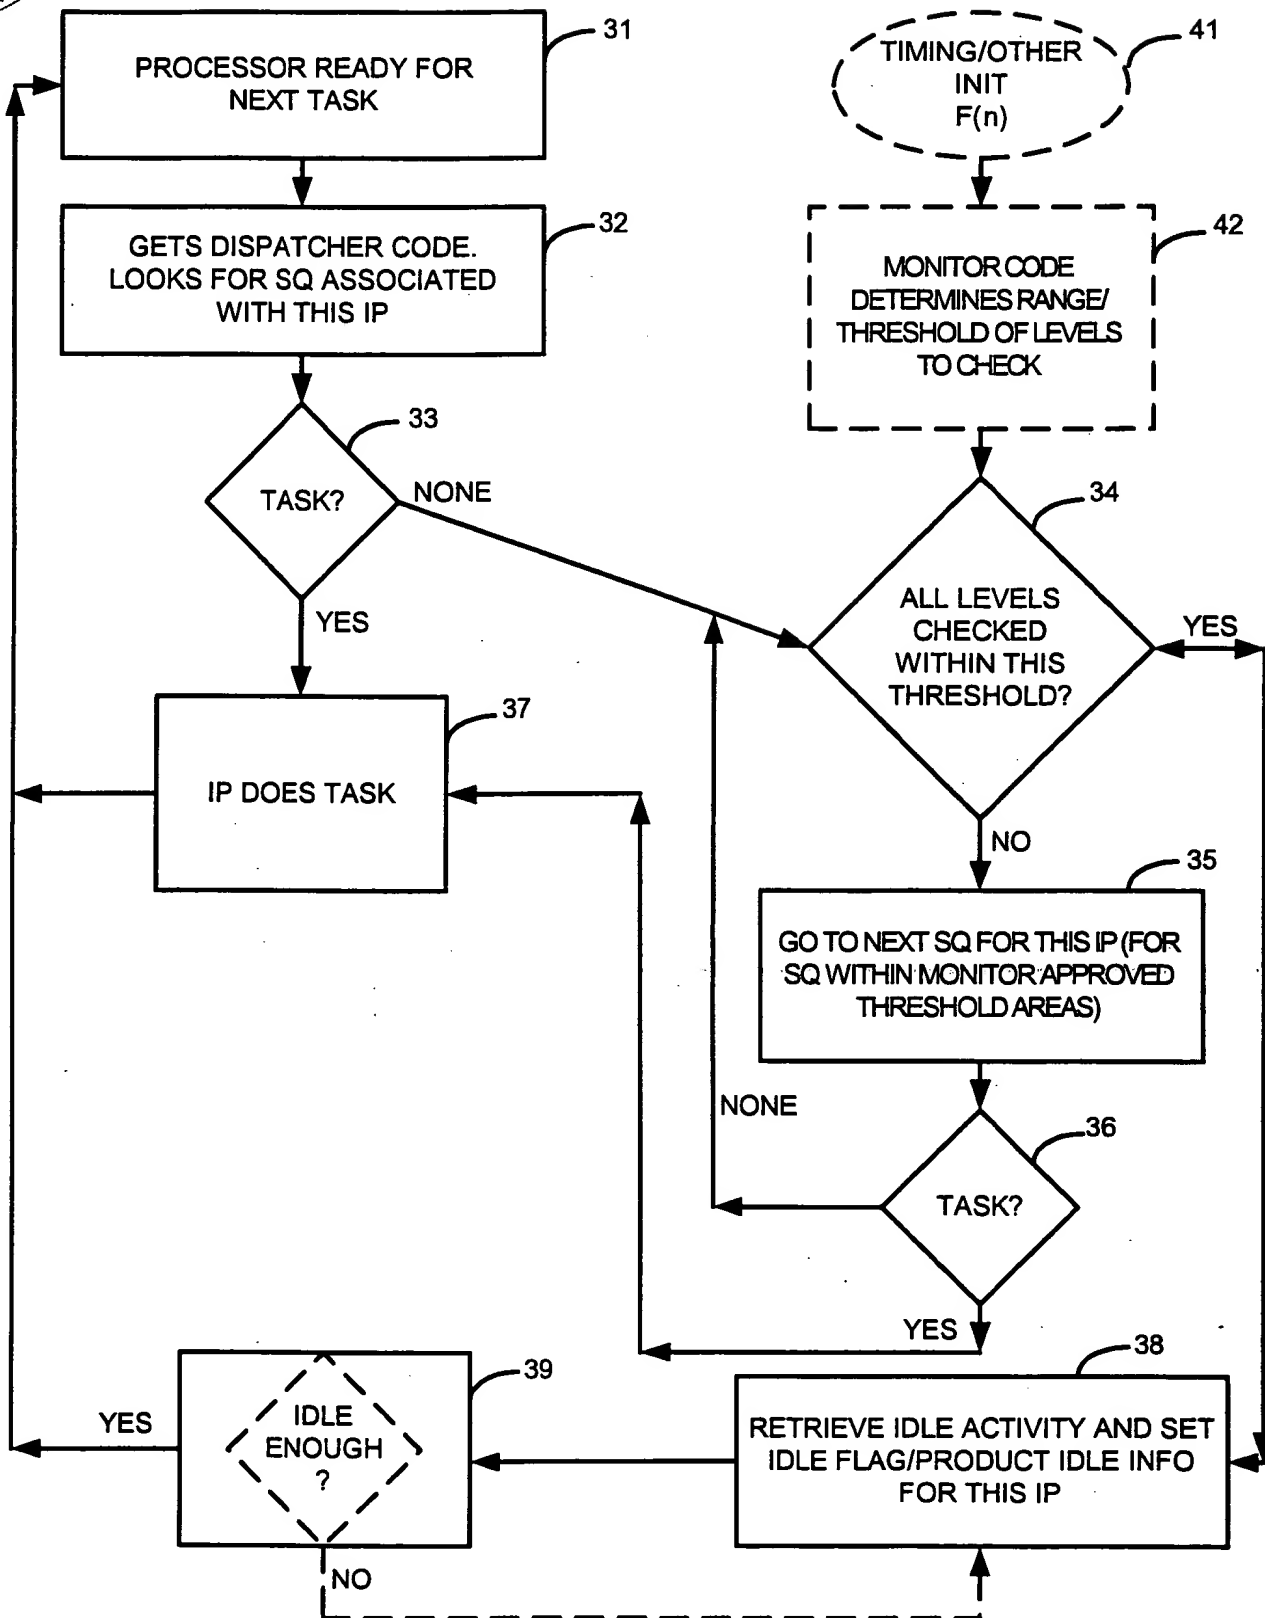 31
PROCESSOR READY FOR
NEXT TASK
41
TIMING/OTHER
INIT
F(n)
32
GETS DISPATCHER CODE.
LOOKS FOR SQ ASSOCIATED
WITH THIS IP
42
MONITOR CODE
DETERMINES RANGE/
THRESHOLD OF LEVELS
TO CHECK
33
TASK?
NONE
YES
34
ALL LEVELS
CHECKED
WITHIN THIS
THRESHOLD?
YES
NO
37
IP DOES TASK
35
GO TO NEXT SQ FOR THIS IP (FOR
SQ WITHIN MONITOR APPROVED
THRESHOLD AREAS)
NONE
36
TASK?
YES
38
RETRIEVE IDLE ACTIVITY AND SET
IDLE FLAG/PRODUCT IDLE INFO
FOR THIS IP
39
IDLE
ENOUGH
?
YES
NO